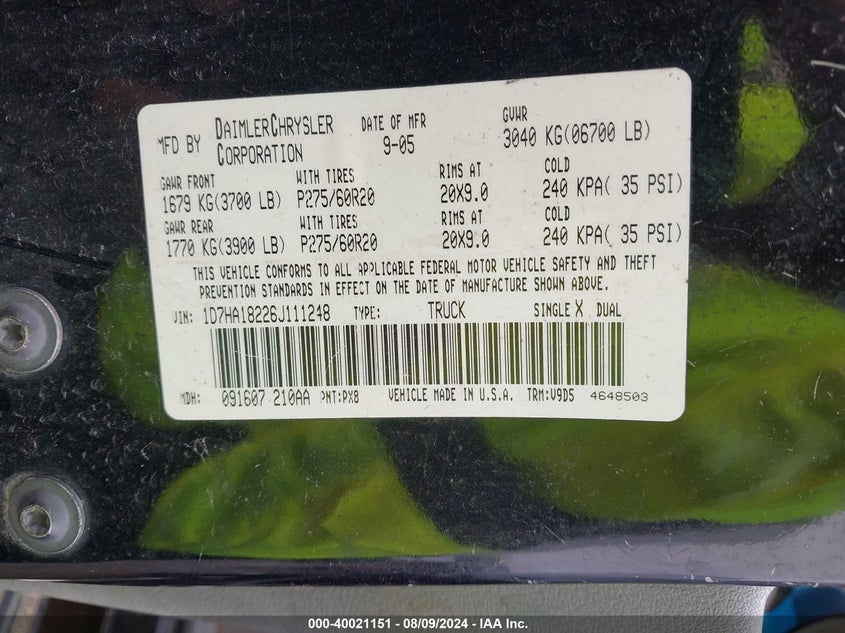 MFD BY DAIMLERCHRYSLER CORPORATION DATE OF MFR 9-05 GVWR 3040 KG(06700 LB)
GAWR FRONT WITH TIRES RIMS AT COLD
1679 KG(3700 LB) P275/60R20 20X9.0 240 KPA( 35 PSI)
GAWR REAR WITH TIRES RIMS AT COLD
1770 KG(3900 LB) P275/60R20 20X9.0 240 KPA( 35 PSI)
THIS VEHICLE CONFORMS TO ALL APPLICABLE FEDERAL MOTOR VEHICLE SAFETY AND THEFT
PREVENTION STANDARDS IN EFFECT ON THE DATE OF MANUFACTURE SHOWN ABOVE.
VIN: 1D7HA18226J111248 TYPE: TRUCK SINGLE X DUAL
MDH: 091607 210AA PNT:PX8 VEHICLE MADE IN U.S.A. TRM:V9D5 4648503
000-40021151 - 08/09/2024 - IAA Inc.